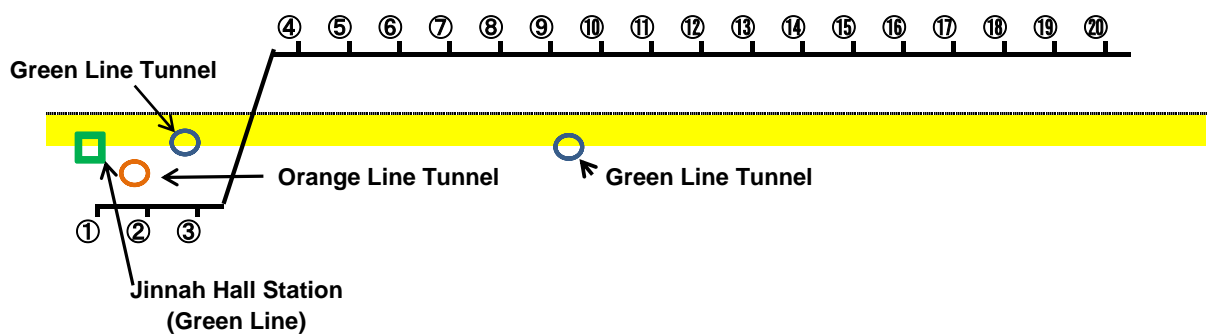 ④ ⑤ ⑥ ⑦ ⑧ ⑨ ⑩ ⑪ ⑫ ⑬ ⑭ ⑮ ⑯ ⑰ ⑱ ⑲ ⑳
Green Line Tunnel
Orange Line Tunnel
Green Line Tunnel
① ② ③
Jinnah Hall Station
(Green Line)